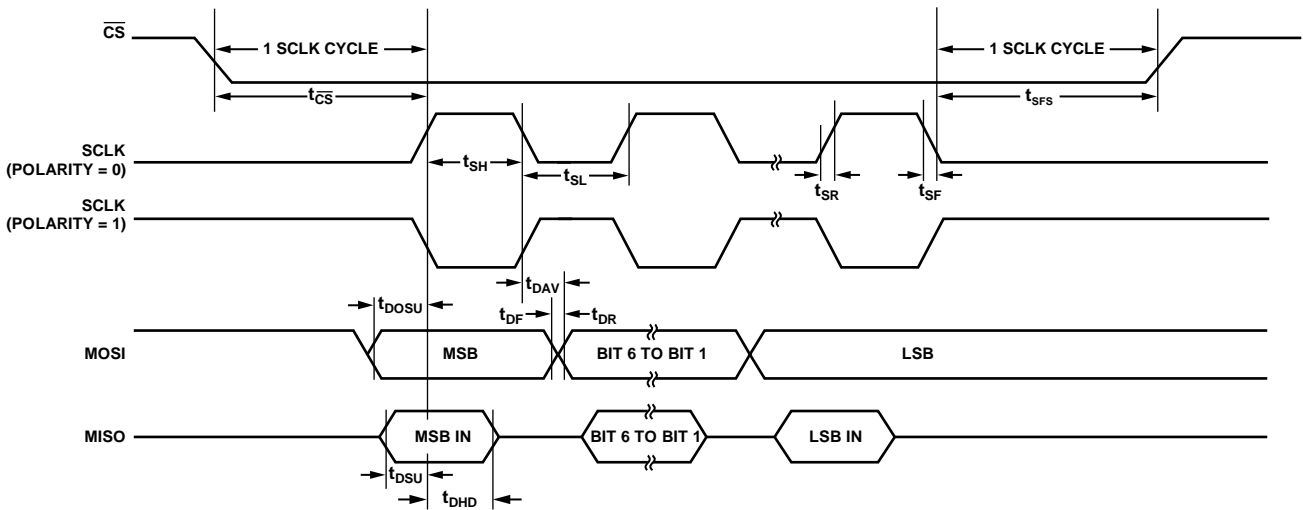 CS
1 SCLK CYCLE
1 SCLK CYCLE
tCS
tSFS
SCLK
(POLARITY = 0)
tSH
tSL
tSR
tSF
SCLK
(POLARITY = 1)
tDAV
tDOSU
tDF
tDR
MOSI
MSB
BIT 6 TO BIT 1
LSB
MISO
MSB IN
BIT 6 TO BIT 1
LSB IN
tDSU
tDHD